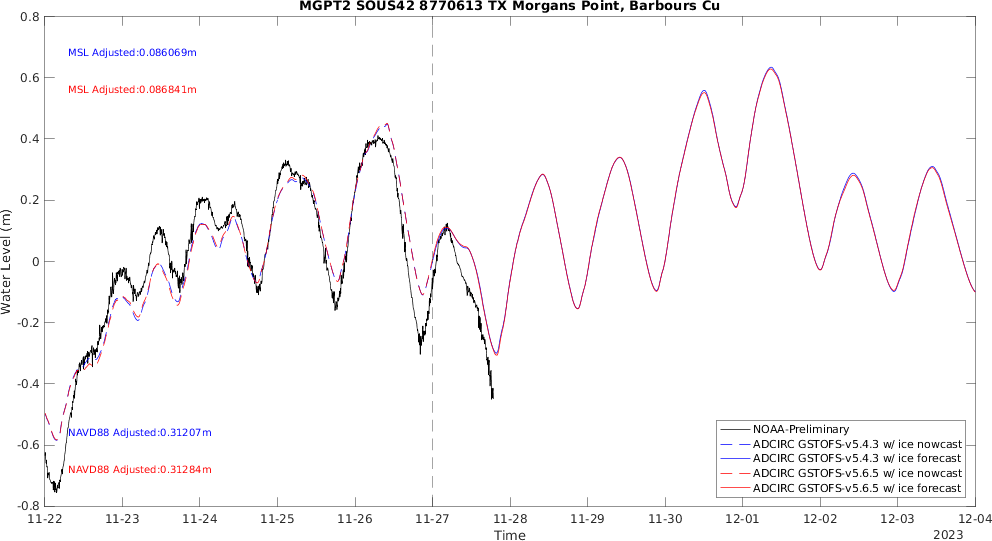 MGPT2 SOUS42 8770613 TX Morgans Point, Barbours Cu
MSL Adjusted:0.086069m
MSL Adjusted:0.086841m
NAVD88 Adjusted:0.31207m
NAVD88 Adjusted:0.31284m
Water Level (m)
0.8
0.6
0.4
0.2
0
-0.2
-0.4
-0.6
-0.8
NOAA-Preliminary
ADCIRC GSTOFS-v5.4.3 w/ ice nowcast
ADCIRC GSTOFS-v5.4.3 w/ ice forecast
ADCIRC GSTOFS-v5.6.5 w/ ice nowcast
ADCIRC GSTOFS-v5.6.5 w/ ice forecast
11-22 11-23 11-24 11-25 11-26 11-27 11-28 11-29 11-30 12-01 12-02 12-03 12-04
Time
2023